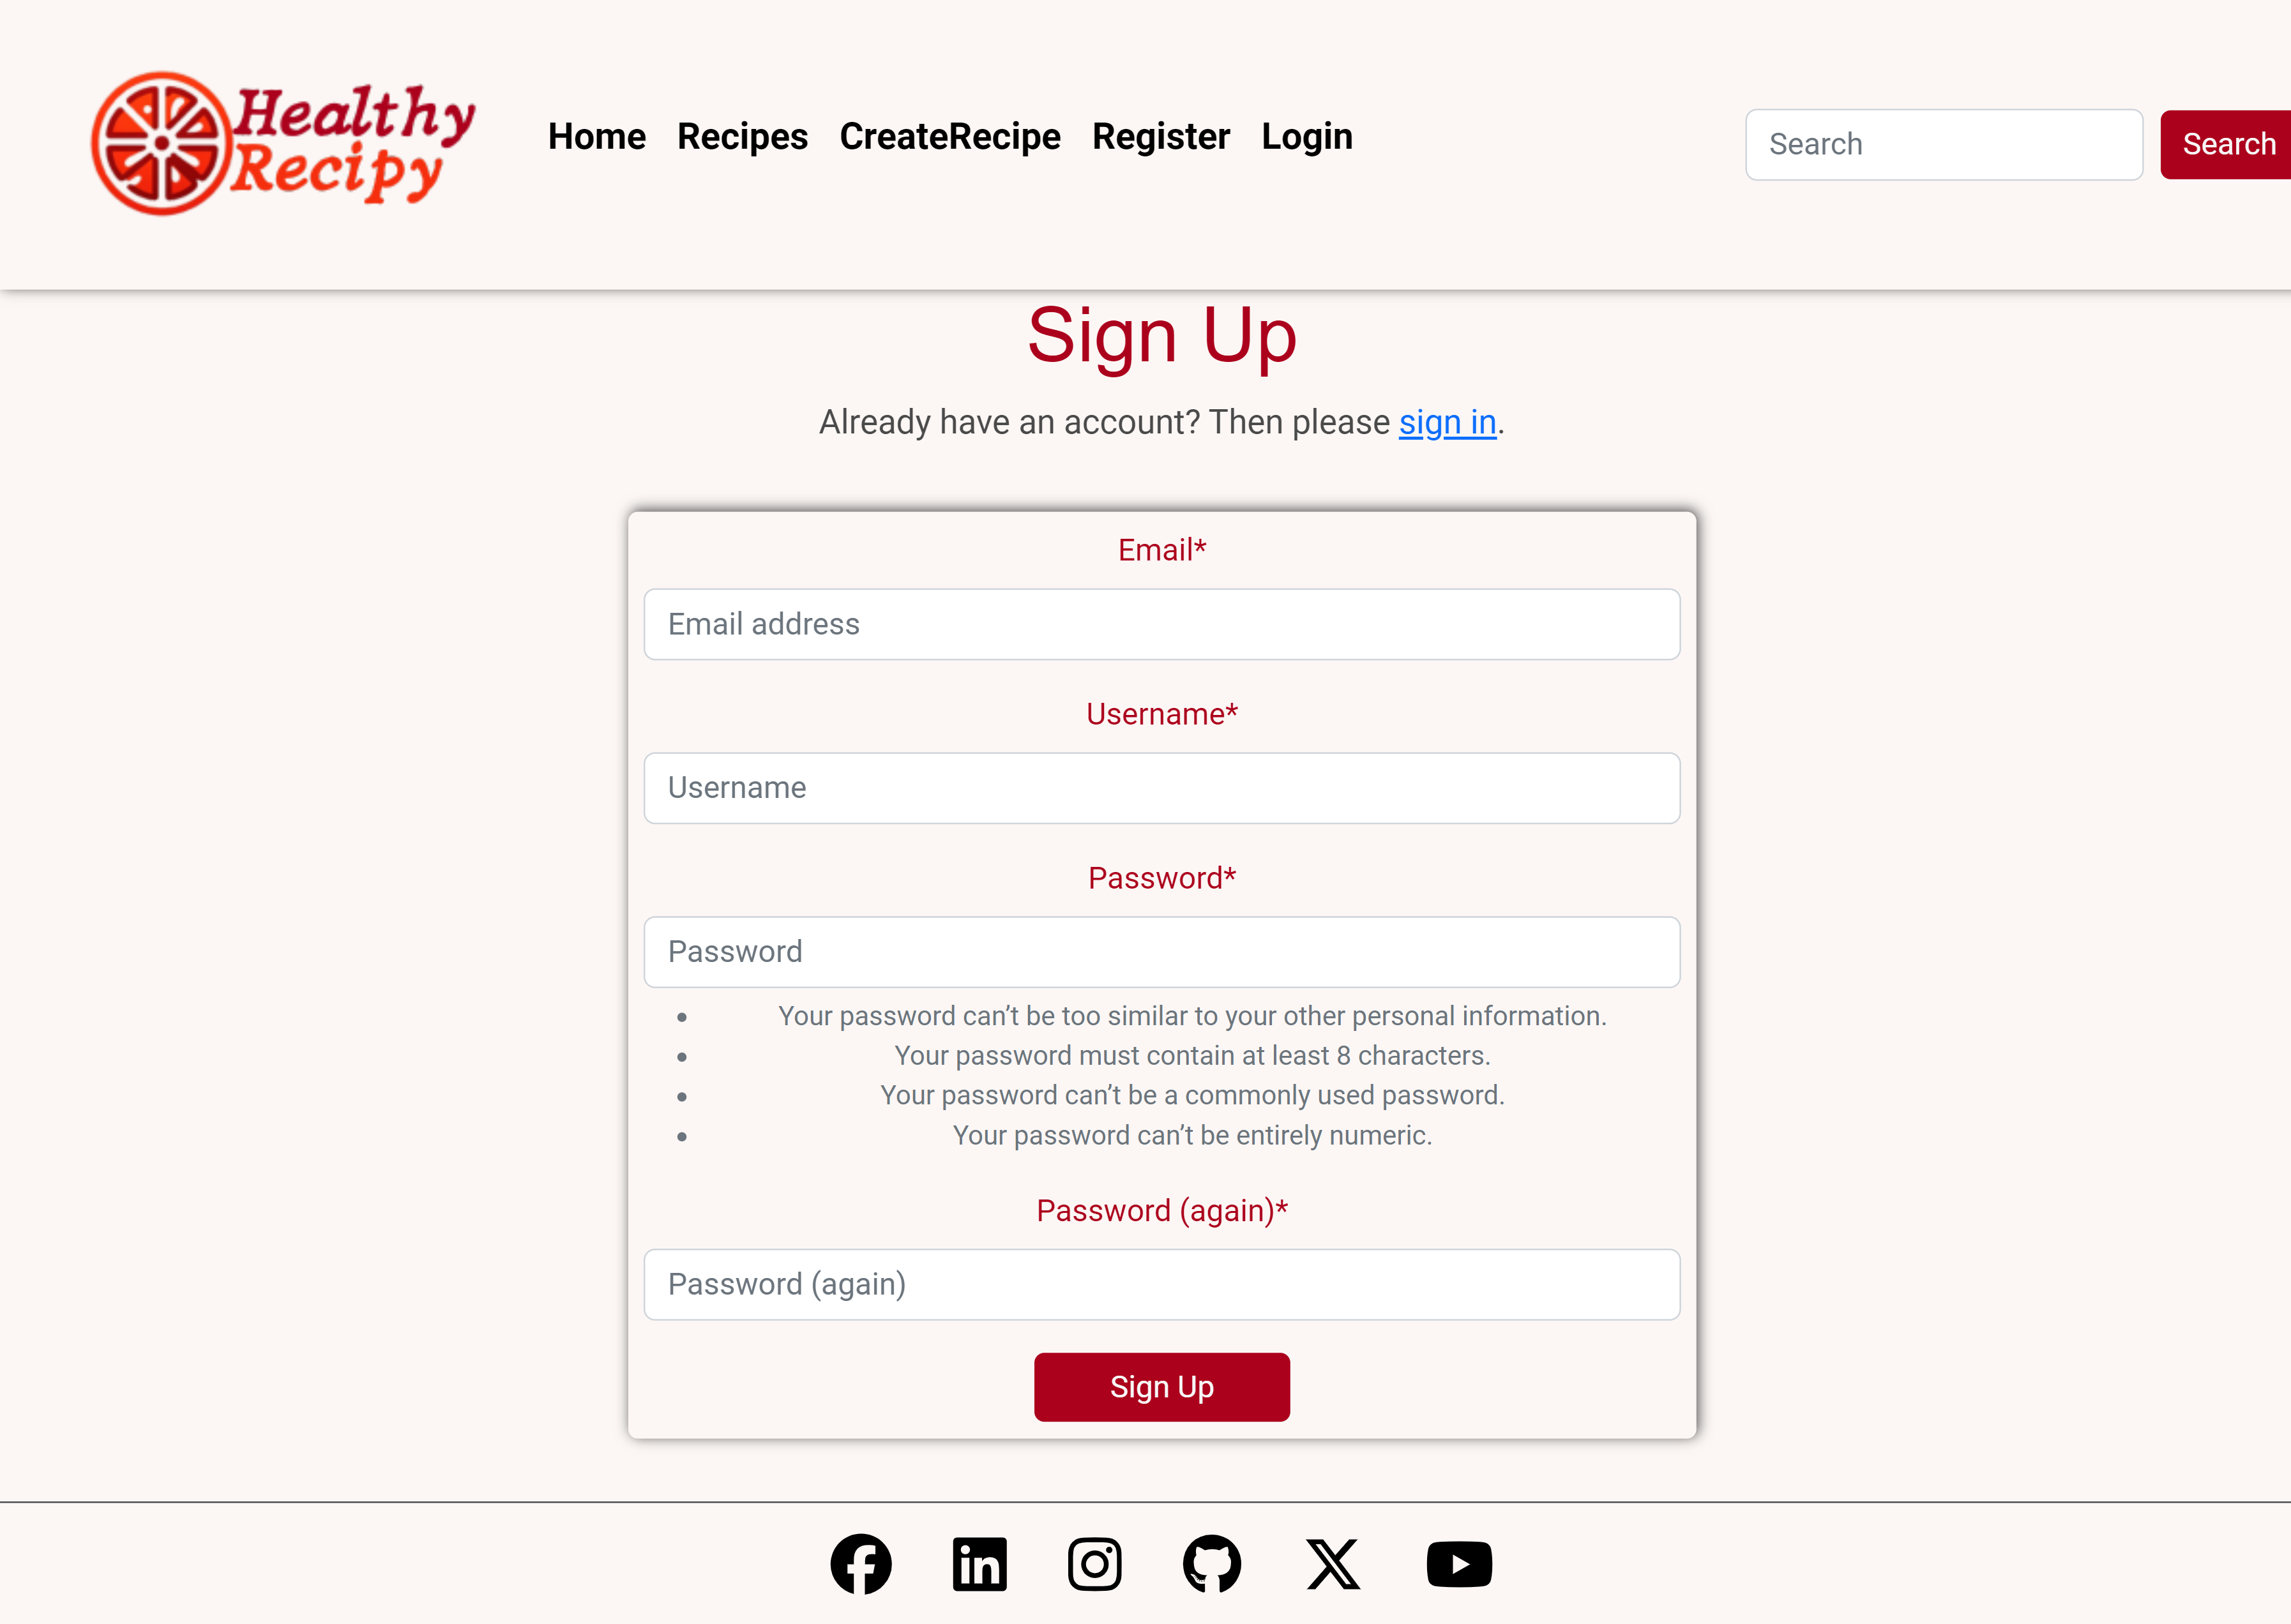 Healthy
Recipy
Home Recipes CreateRecipe Register Login
Search
Search
Sign Up
Already have an account? Then please sign in.
Email*
Email address
Username*
Username
Password*
Password
• Your password can’t be too similar to your other personal information.
• Your password must contain at least 8 characters.
• Your password can’t be a commonly used password.
• Your password can’t be entirely numeric.
Password (again)*
Password (again)
Sign Up